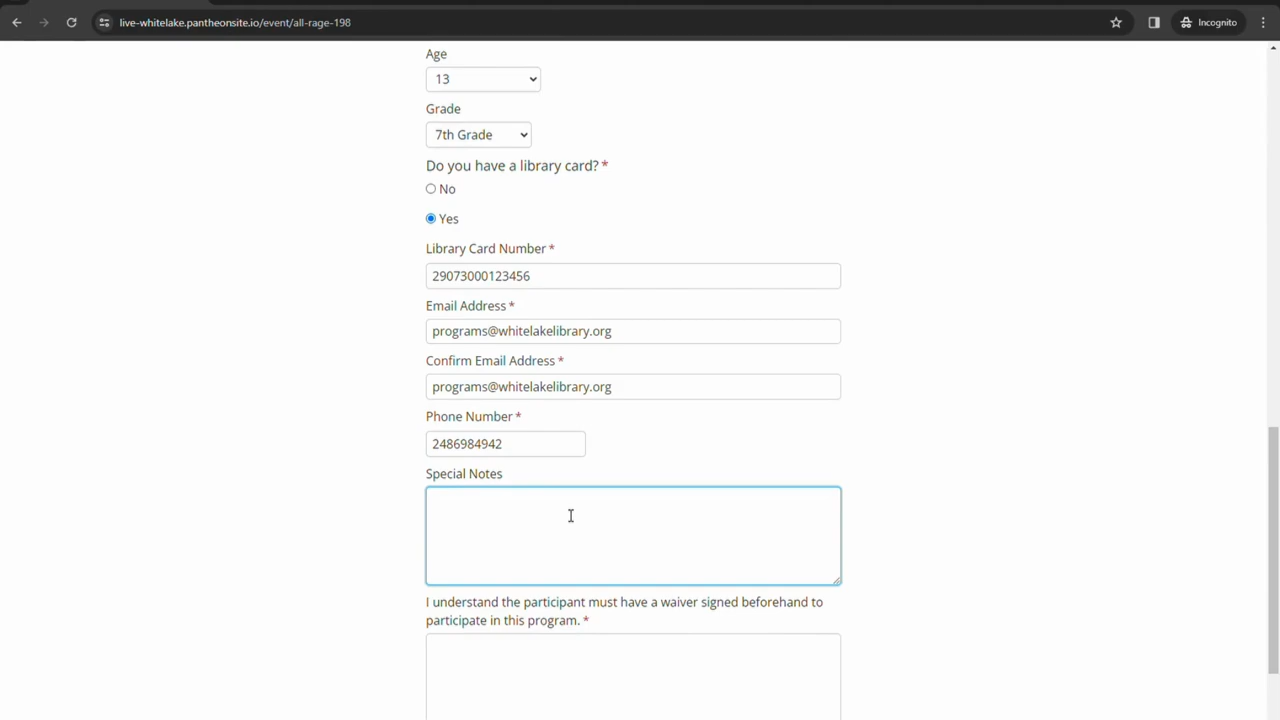 live-whitelake.pantheonsite.io/event/all-rage-198
Incognito
Age
13
Grade
7th Grade
Do you have a library card? *
No
Yes
Library Card Number *
29073000123456
Email Address *
programs@whitelakelibrary.org
Confirm Email Address *
programs@whitelakelibrary.org
Phone Number *
2486984942
Special Notes
I understand the participant must have a waiver signed beforehand to
participate in this program. *